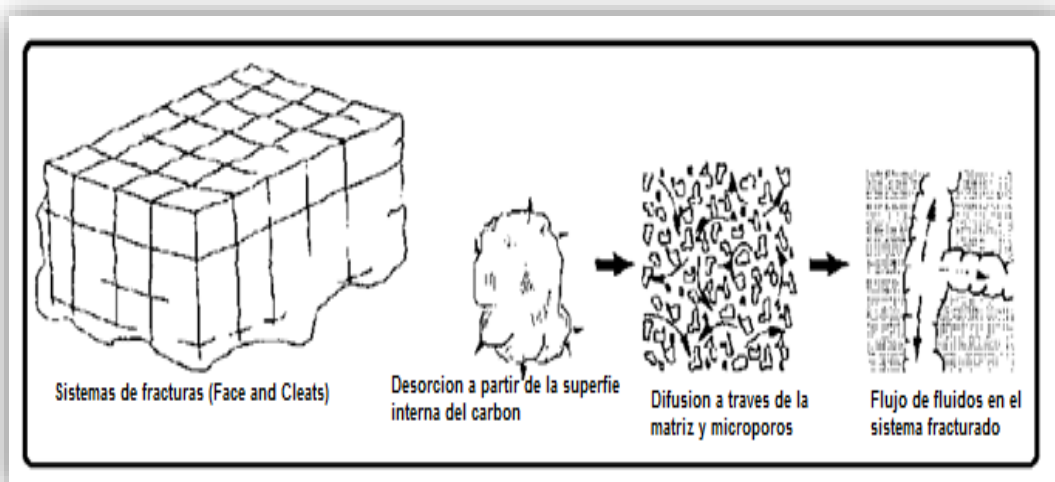 Sistemas de fracturas (Face and Cleats)
Desorcion a partir de la superfie
interna del carbon
Difusion a traves de la
matriz y microporos
Flujo de fluidos en el
sistema fracturado